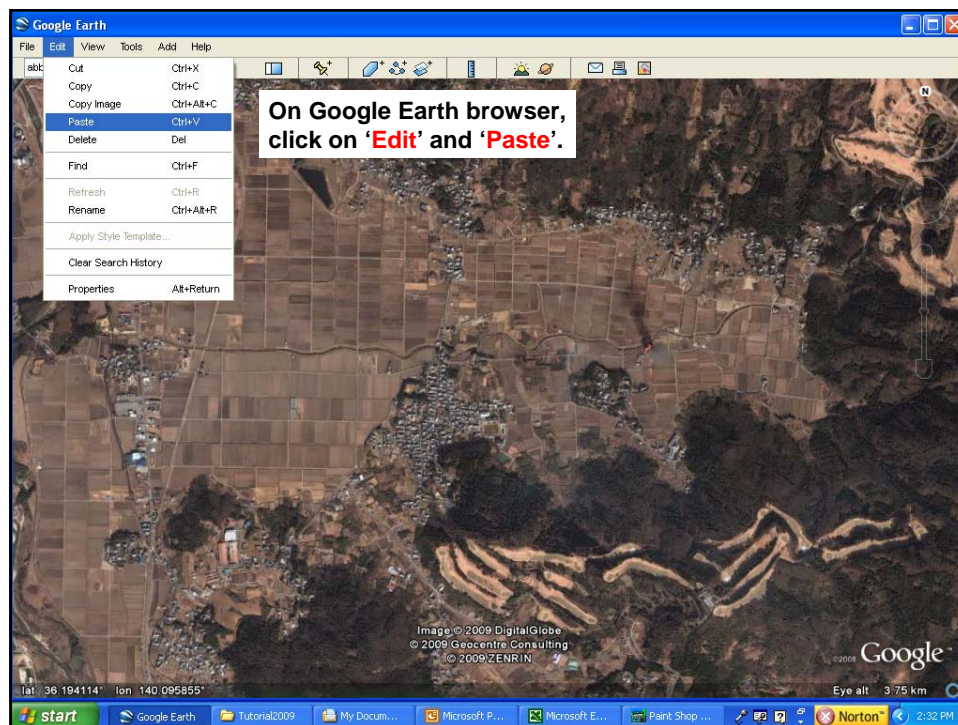 Google Earth
File Edit View Tools Add Help
abb
Cut Ctrl+X
Copy Ctrl+C
Copy Image Ctrl+Alt+C
Paste Ctrl+V
Delete Del
Find Ctrl+F
Refresh Ctrl+R
Rename Ctrl+Alt+R
Apply Style Template...
Clear Search History
Properties Alt+Return
On Google Earth browser,
click on ‘Edit’ and ‘Paste’.
N
Image © 2009 DigitalGlobe
© 2009 Geocentre Consulting
© 2009 ZENRIN
©2008 Google™
lat 36.194114° lon 140.095855°
Eye alt 3.75 km
start Google Earth Tutorial2009 My Docum... Microsoft P... Microsoft E... Paint Shop ... Norton™ 2:32 PM